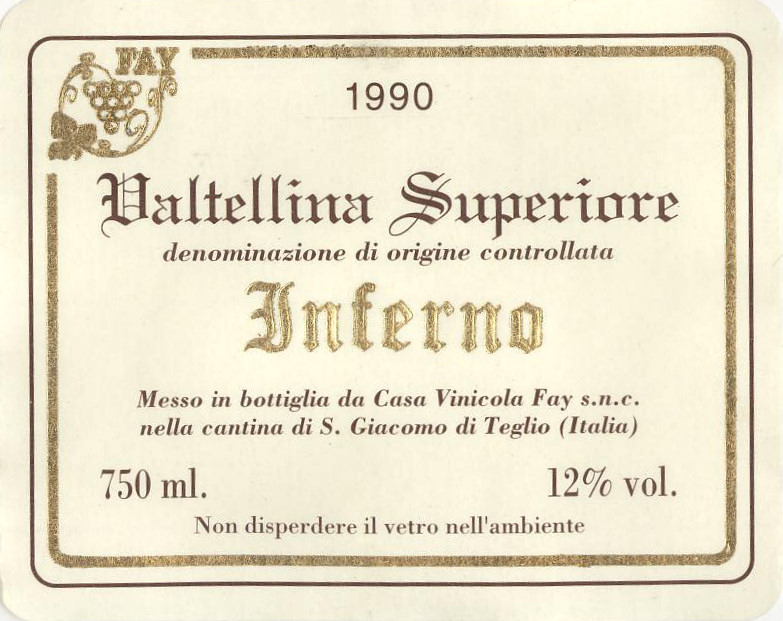 FAY
1990
Valtellina Superiore
denominazione di origine controllata
Inferno
Messo in bottiglia da Casa Vinicola Fay s.n.c.
nella cantina di S. Giacomo di Teglio (Italia)
750 ml. 12% vol.
Non disperdere il vetro nell'ambiente